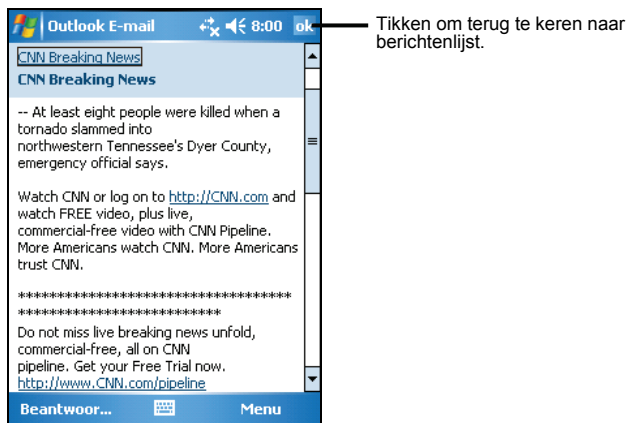 Outlook E-mail 8:00 ok
Tikken om terug te keren naar
berichtenlijst.
CNN Breaking News
CNN Breaking News
-- At least eight people were killed when a
tornado slammed into
northwestern Tennessee's Dyer County,
emergency official says.
Watch CNN or log on to http://CNN.com and
watch FREE video, plus live,
commercial-free video with CNN Pipeline.
More Americans watch CNN. More Americans
trust CNN.
************************************
***************************
Do not miss live breaking news unfold,
commercial-free, all on CNN
pipeline. Get your Free Trial now.
http://www.CNN.com/pipeline
Beantwoor... Menu